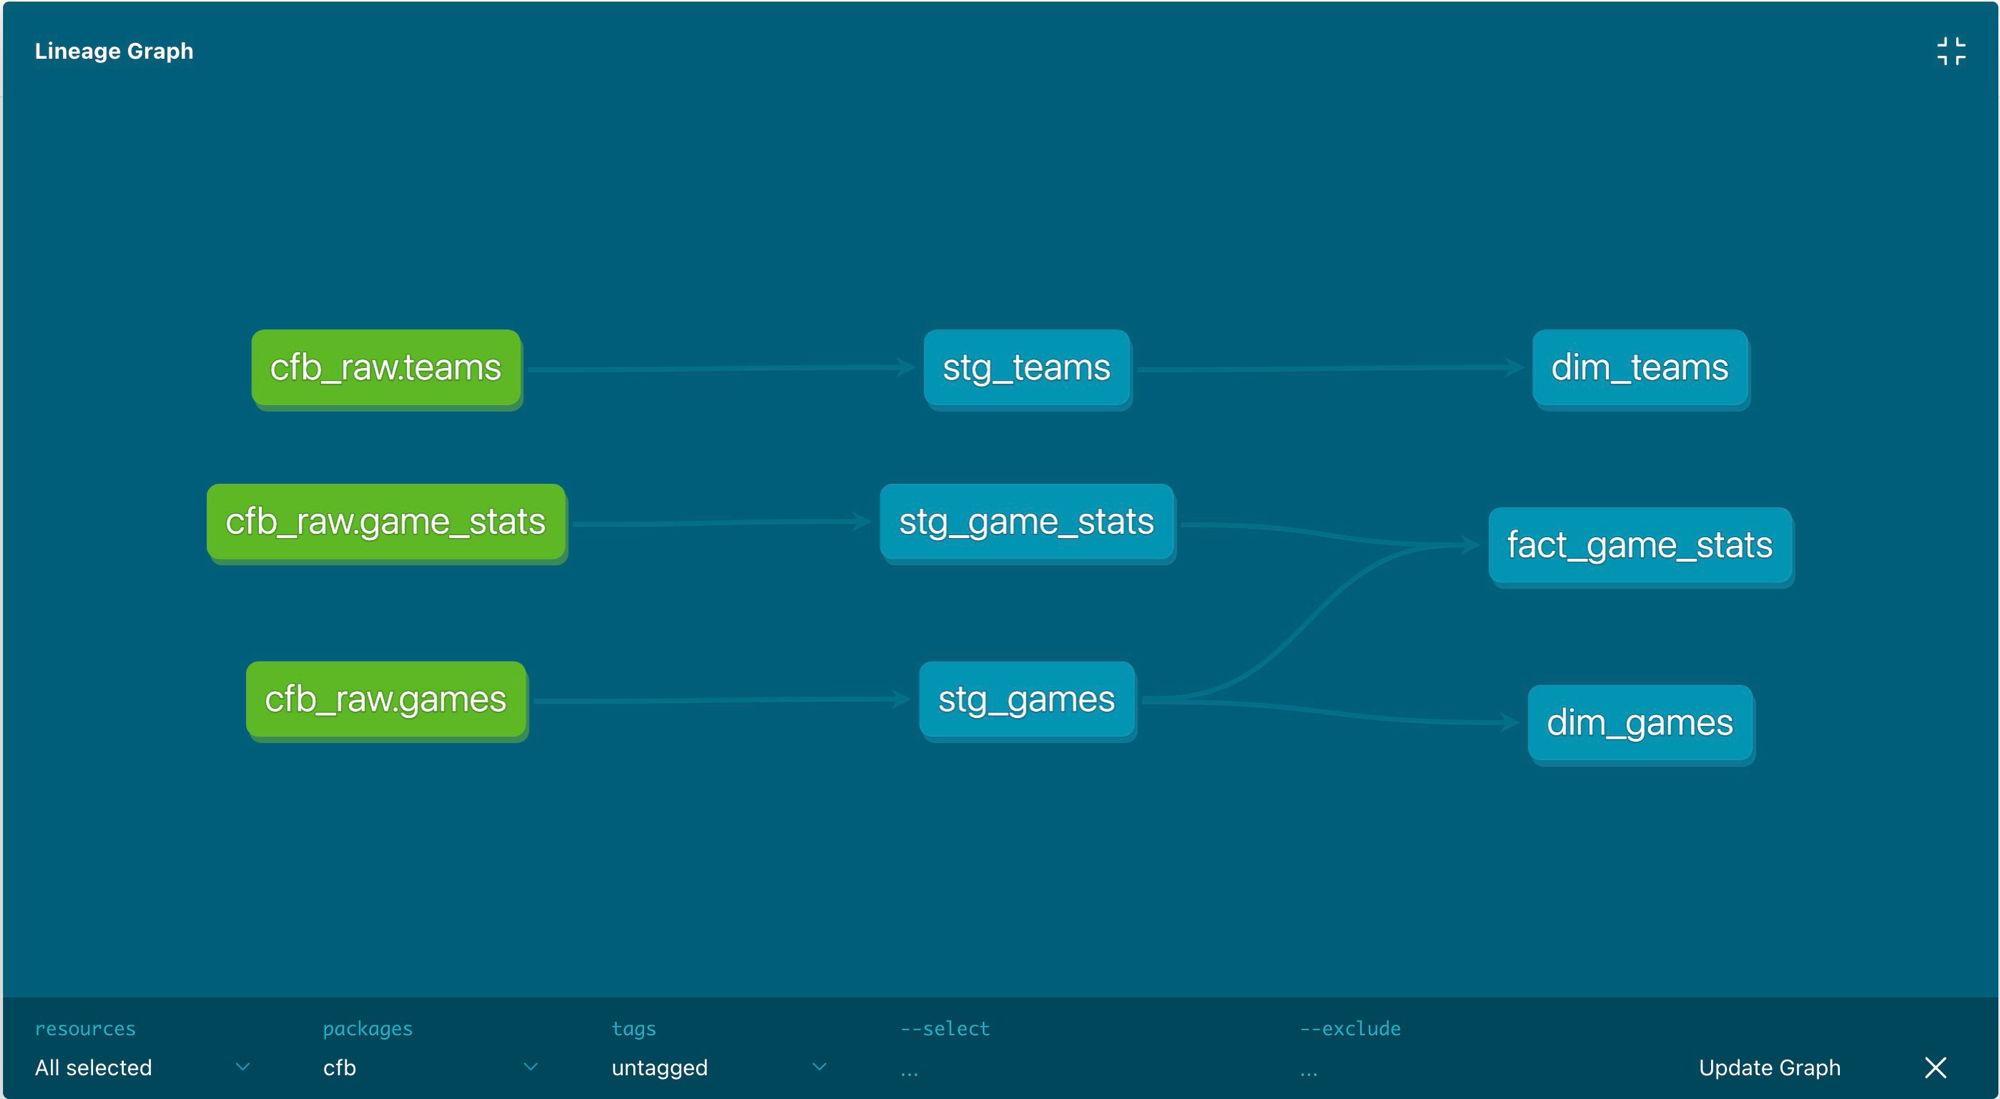 Lineage Graph
cfb_raw.teams
stg_teams
dim_teams
cfb_raw.game_stats
stg_game_stats
fact_game_stats
cfb_raw.games
stg_games
dim_games
resources
packages
tags
--select
--exclude
All selected
cfb
untagged
...
...
Update Graph